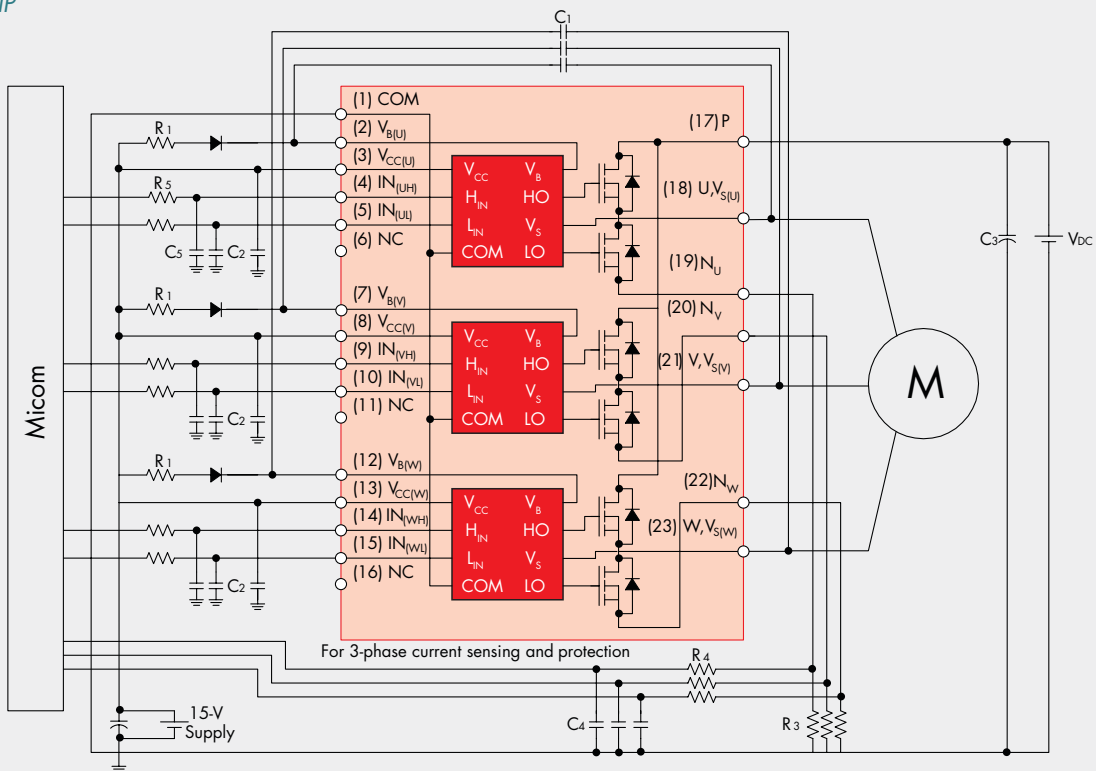 IP
C1
(1) COM
(2) VB(U)
(3) VCC(U)
(4) IN(UH)
(5) IN(UL)
(6) NC
(7) VB(V)
(8) VCC(V)
(9) IN(VH)
(10) IN(VL)
(11) NC
(12) VB(W)
(13) VCC(W)
(14) IN(WH)
(15) IN(WL)
(16) NC
R1
R5
C5
C2
R1
C2
R1
C2
VCC VB
HIN HO
LIN VS
COM LO
VCC VB
HIN HO
LIN VS
COM LO
VCC VB
HIN HO
LIN VS
COM LO
(17) P
(18) U,VS(U)
(19) NU
(20) NV
(21) V,VS(V)
(22) NW
(23) W,VS(W)
C3
VDC
M
Micom
For 3-phase current sensing and protection
R4
C4
R3
15-V
Supply